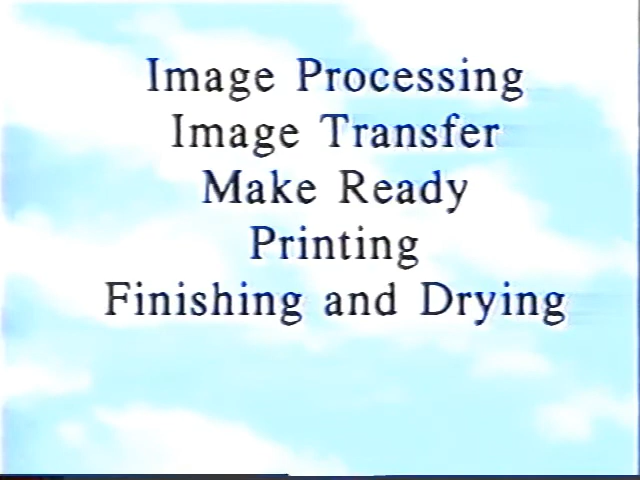 Image Processing
Image Transfer
Make Ready
Printing
Finishing and Drying